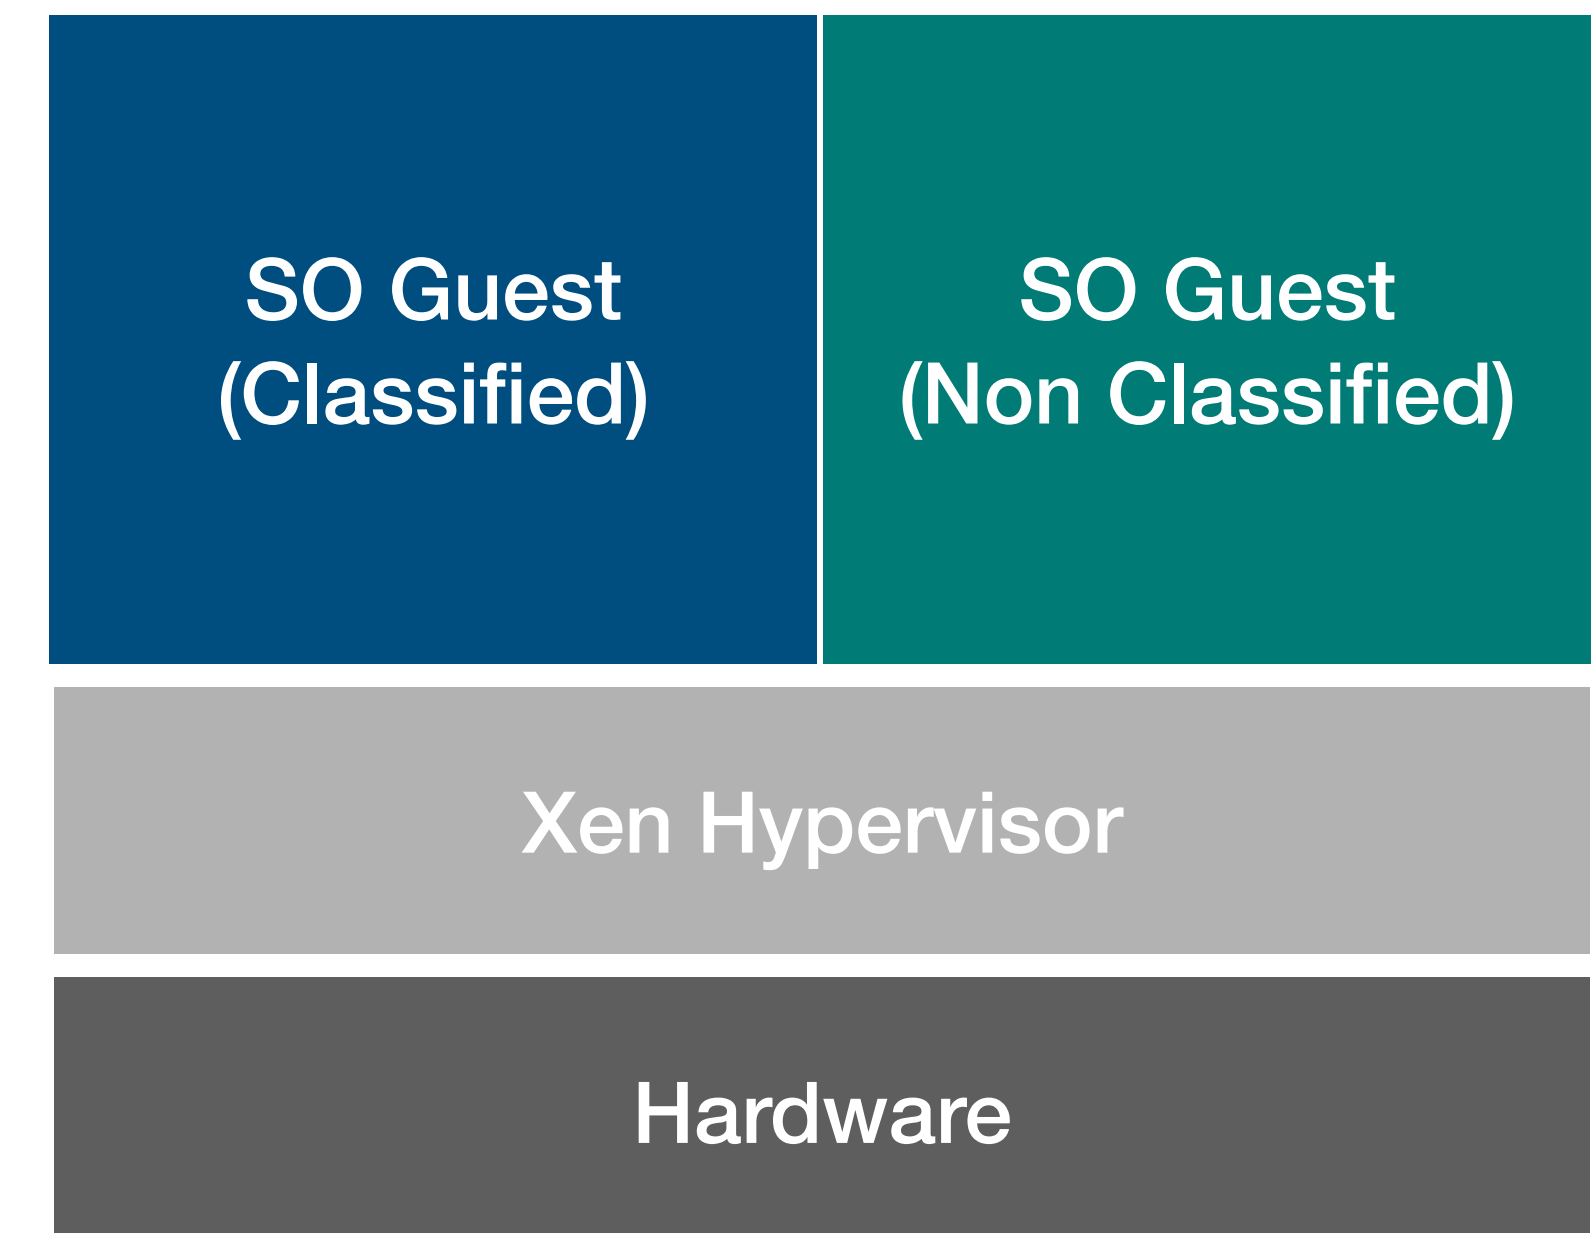 SO Guest
(Classified)
SO Guest
(Non Classified)
Xen Hypervisor
Hardware